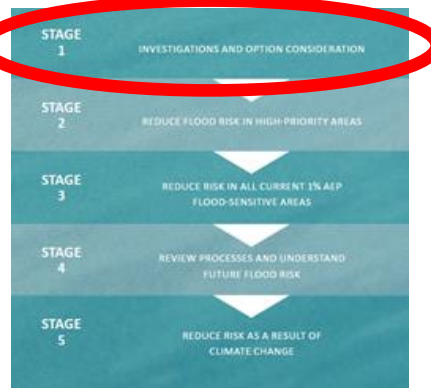 STAGE
1
INVESTIGATIONS AND OPTION CONSIDERATION
STAGE
2
REDUCE FLOOD RISK IN HIGH-PRIORITY AREAS
STAGE
3
REDUCE RISK IN ALL CURRENT 1% AEP
FLOOD-SENSITIVE AREAS
STAGE
4
REVIEW PROCESSES AND UNDERSTAND
FUTURE FLOOD RISK
STAGE
5
REDUCE RISK AS A RESULT OF
CLIMATE CHANGE